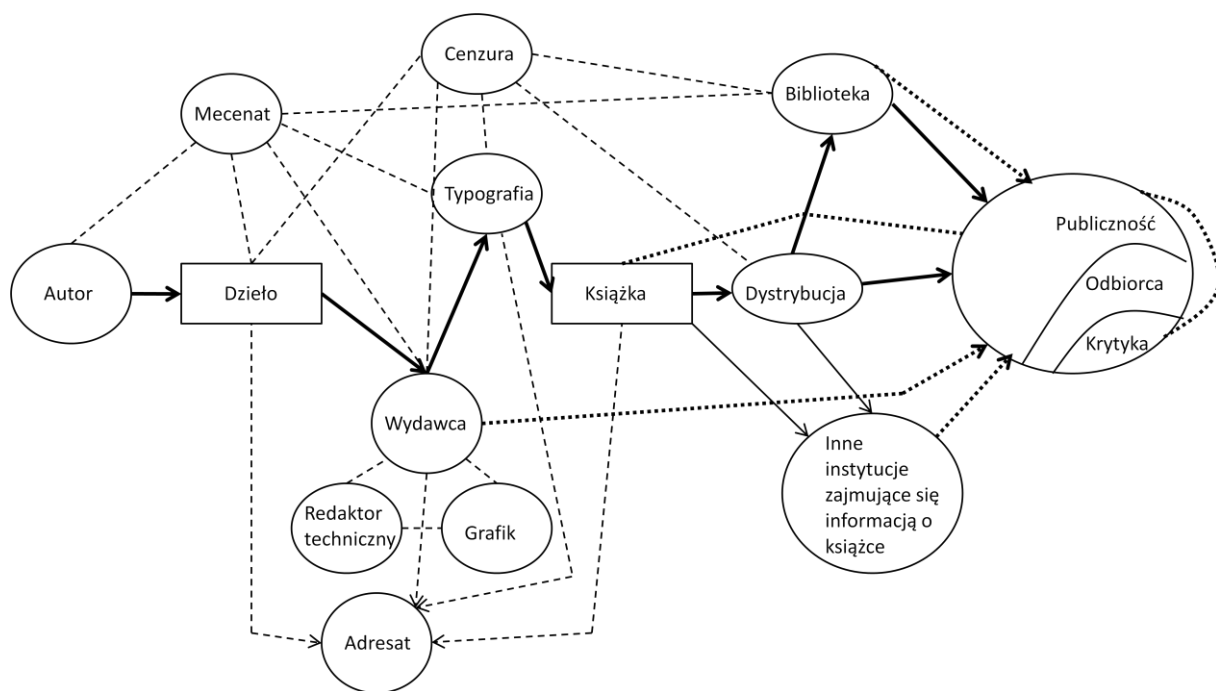 Cenzura
Biblioteka
Mecenat
Typografia
Publiczność
Autor
Dzieło
Książka
Dystrybucja
Odbiorca
Krytyka
Wydawca
Inne
instytucje
zajmujące się
informacją o
książce
Redaktor
techniczny
Grafik
Adresat